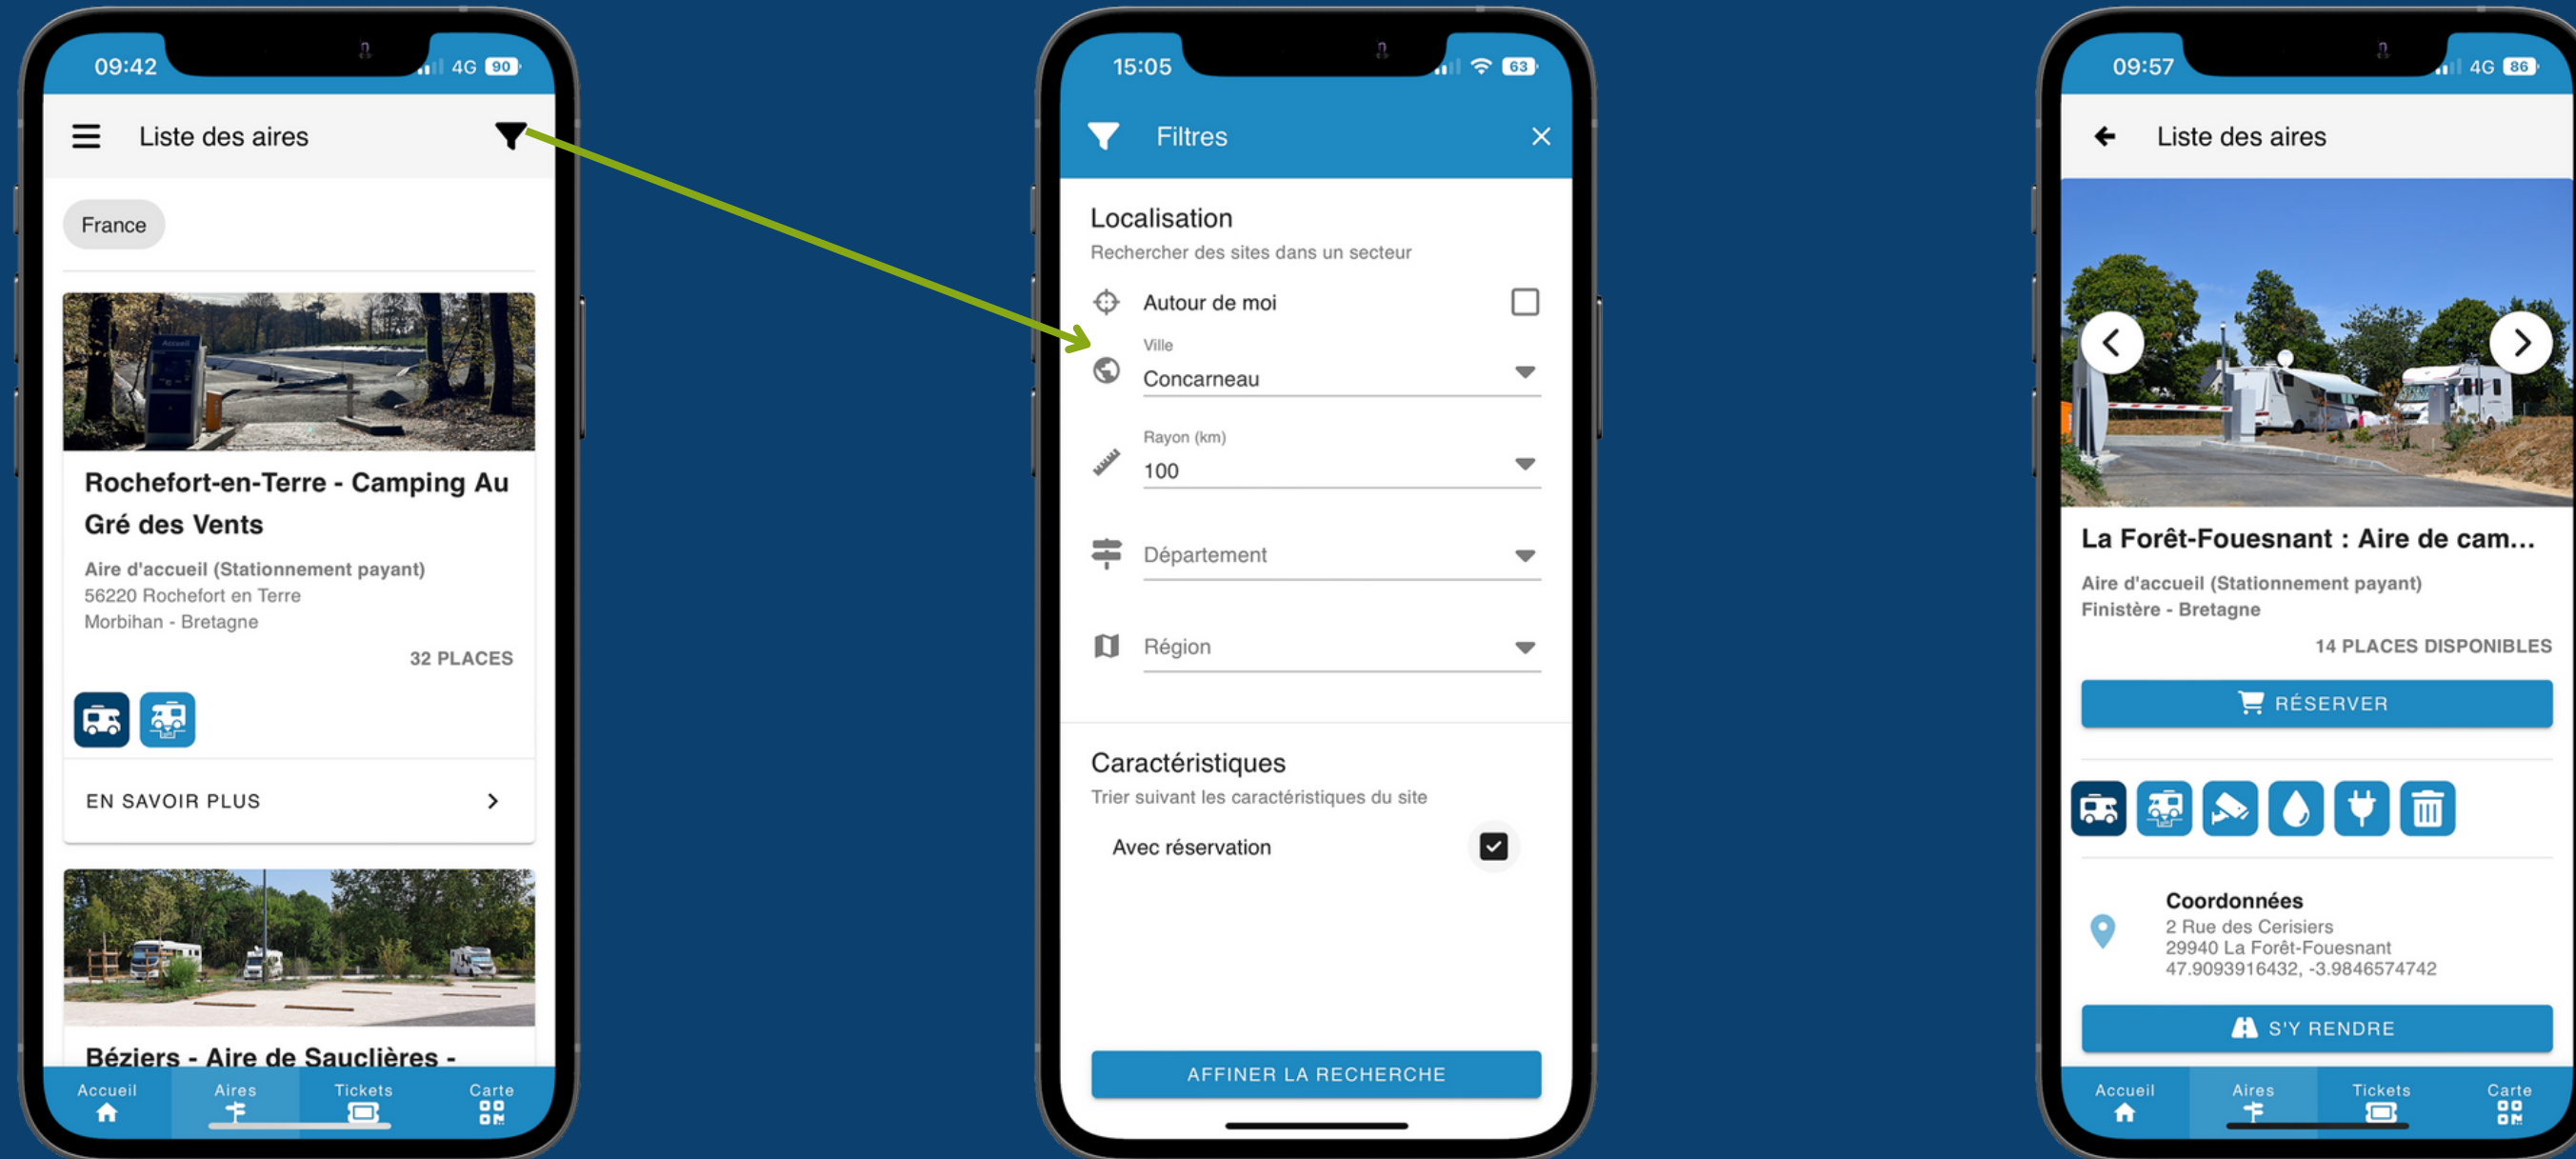 09:42
4G 90
Liste des aires
France
Accueil
Rochefort-en-Terre - Camping Au
Gré des Vents
Aire d'accueil (Stationnement payant)
56220 Rochefort en Terre
Morbihan - Bretagne
32 PLACES
EN SAVOIR PLUS
Béziers - Aire de Sauclières -
Accueil
Aires
Tickets
Carte
15:05
63
Filtres
Localisation
Rechercher des sites dans un secteur
Autour de moi
Ville
Concarneau
Rayon (km)
100
Département
Région
Caractéristiques
Trier suivant les caractéristiques du site
Avec réservation
AFFINER LA RECHERCHE
09:57
4G 86
Liste des aires
La Forêt-Fouesnant : Aire de cam...
Aire d'accueil (Stationnement payant)
Finistère - Bretagne
14 PLACES DISPONIBLES
RÉSERVER
Coordonnées
2 Rue des Cerisiers
29940 La Forêt-Fouesnant
47.9093916432, -3.9846574742
S'Y RENDRE
Accueil
Aires
Tickets
Carte